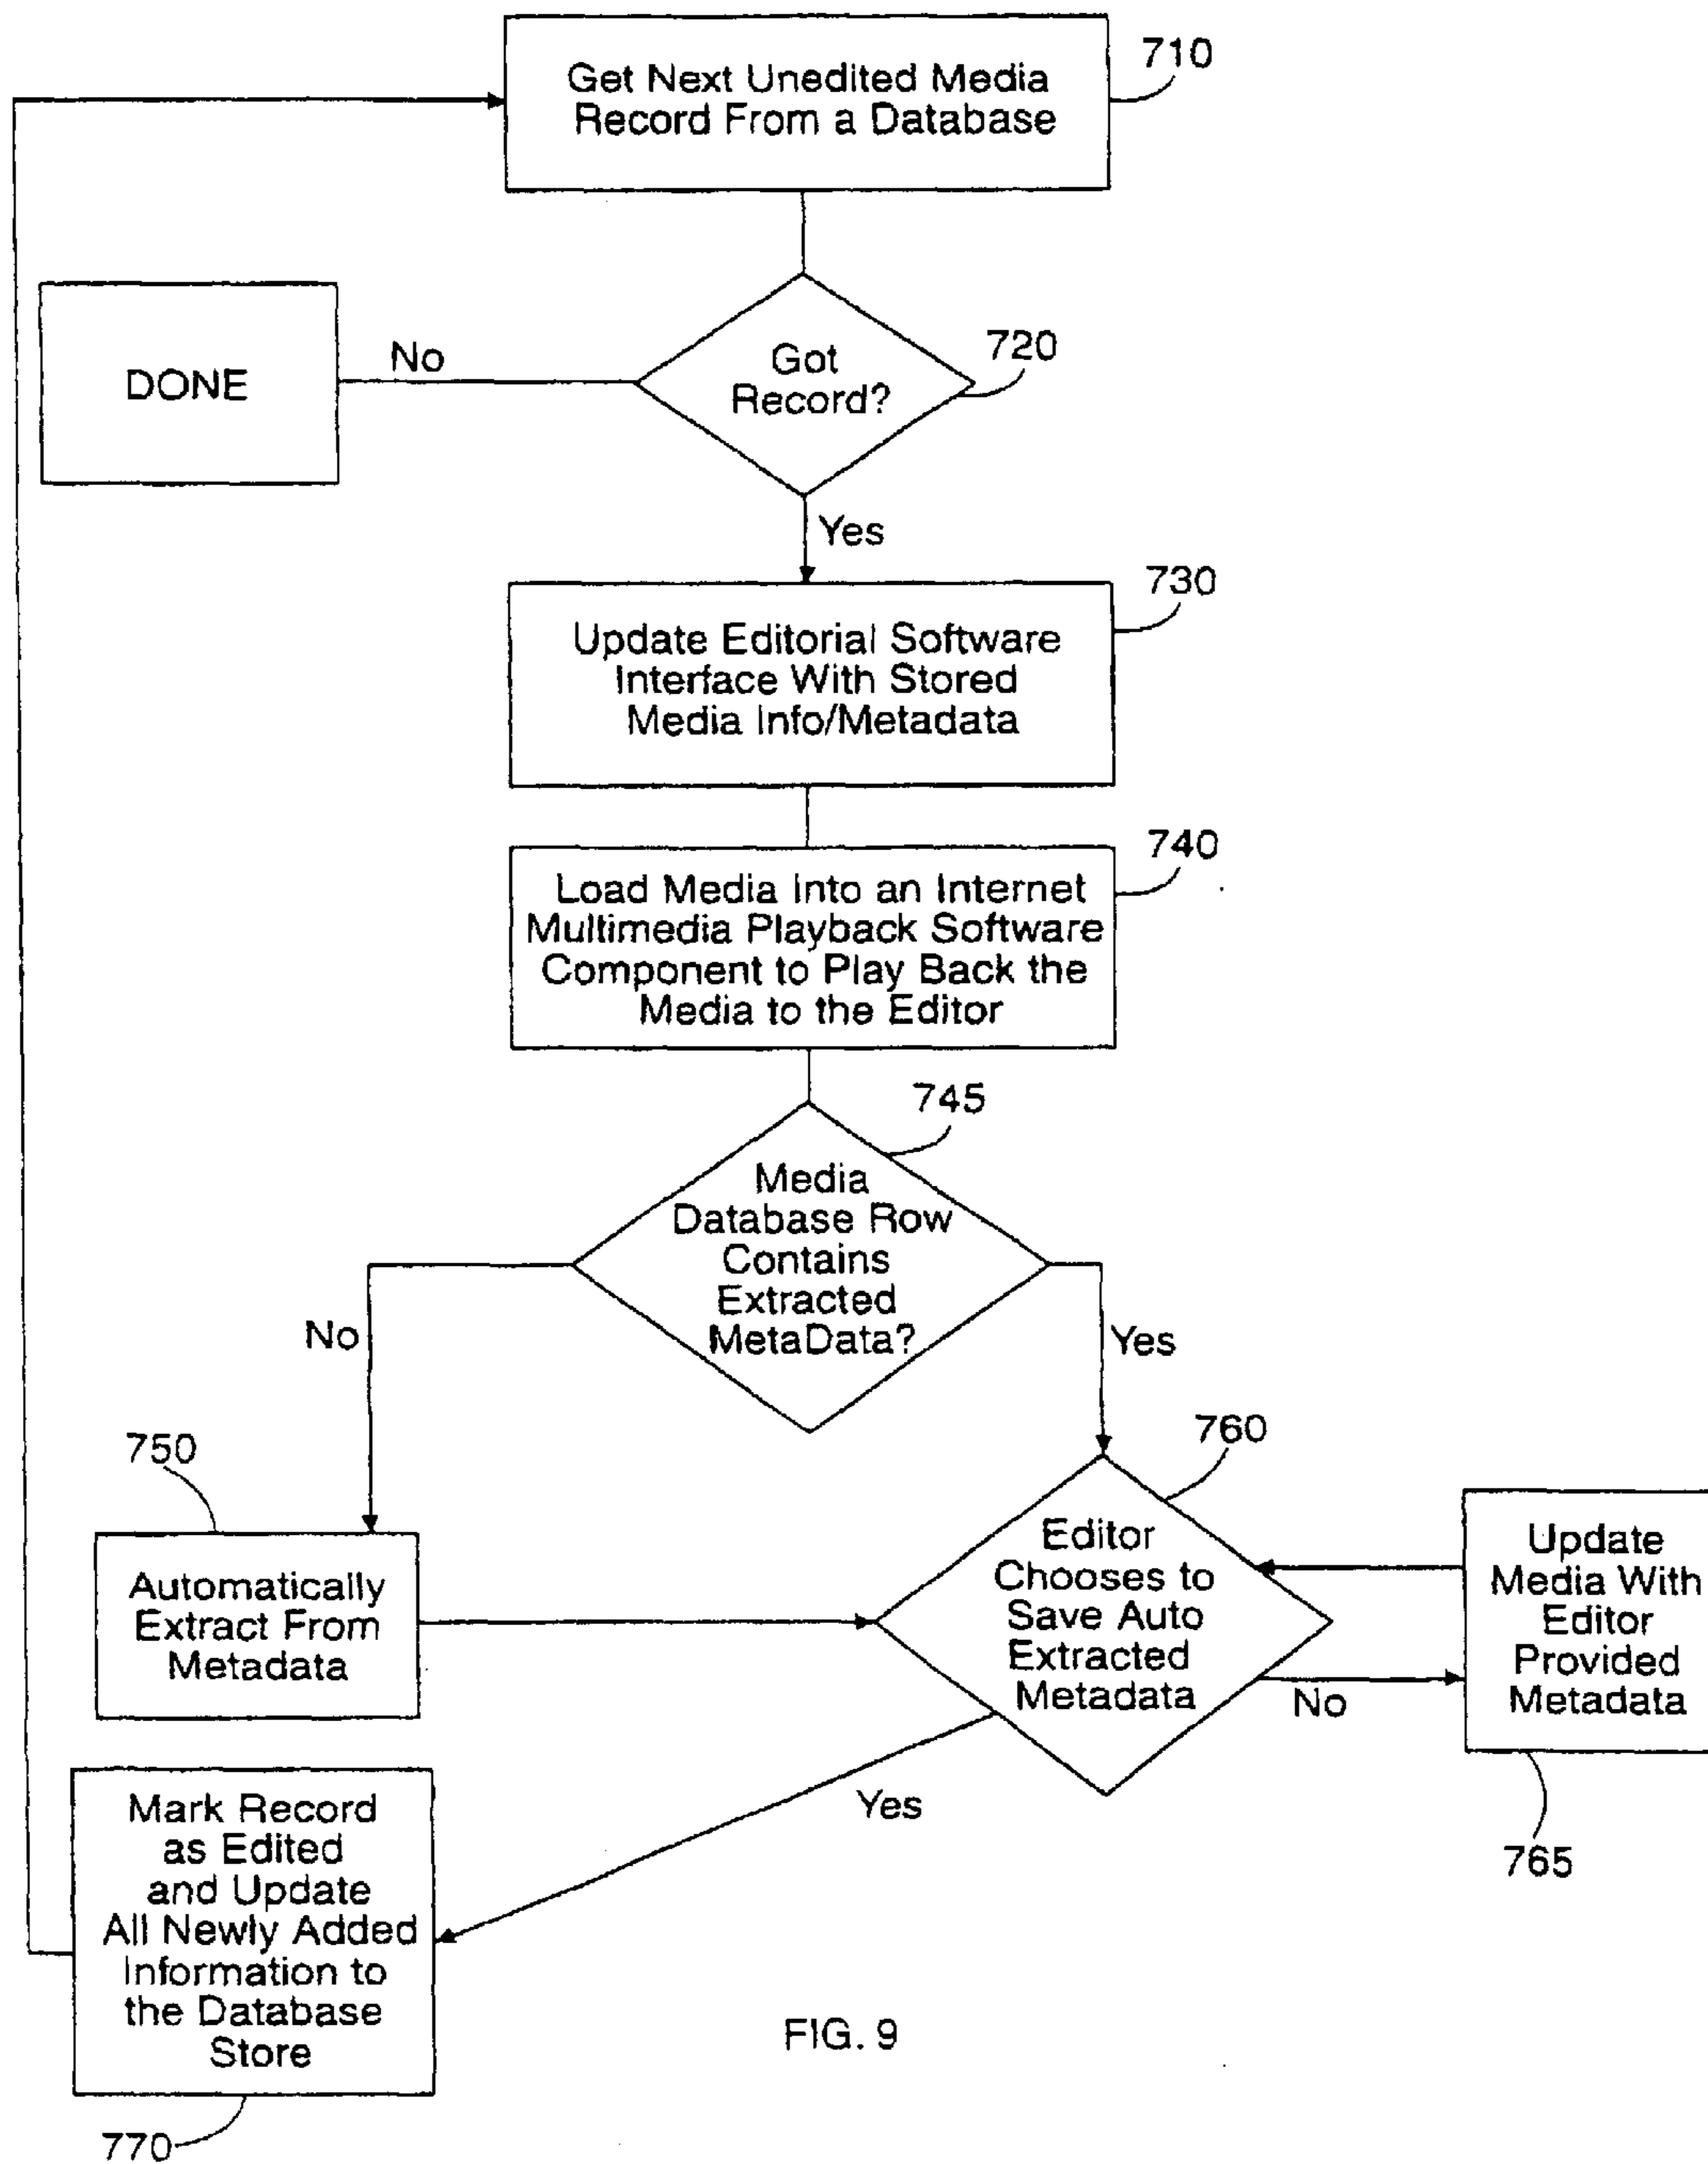 710
Get Next Unedited Media
Record From a Database
DONE
No
Got
Record?
720
Yes
730
Update Editorial Software
Interface With Stored
Media Info/Metadata
740
Load Media into an Internet
Multimedia Playback Software
Component to Play Back the
Media to the Editor
745
Media
Database Row
Contains
Extracted
MetaData?
No
Yes
750
760
Automatically
Extract From
Metadata
Editor
Chooses to
Save Auto
Extracted
Metadata
Update
Media With
Editor
Provided
Metadata
No
Yes
765
Mark Record
as Edited
and Update
All Newly Added
Information to
the Database
Store
770
FIG. 9